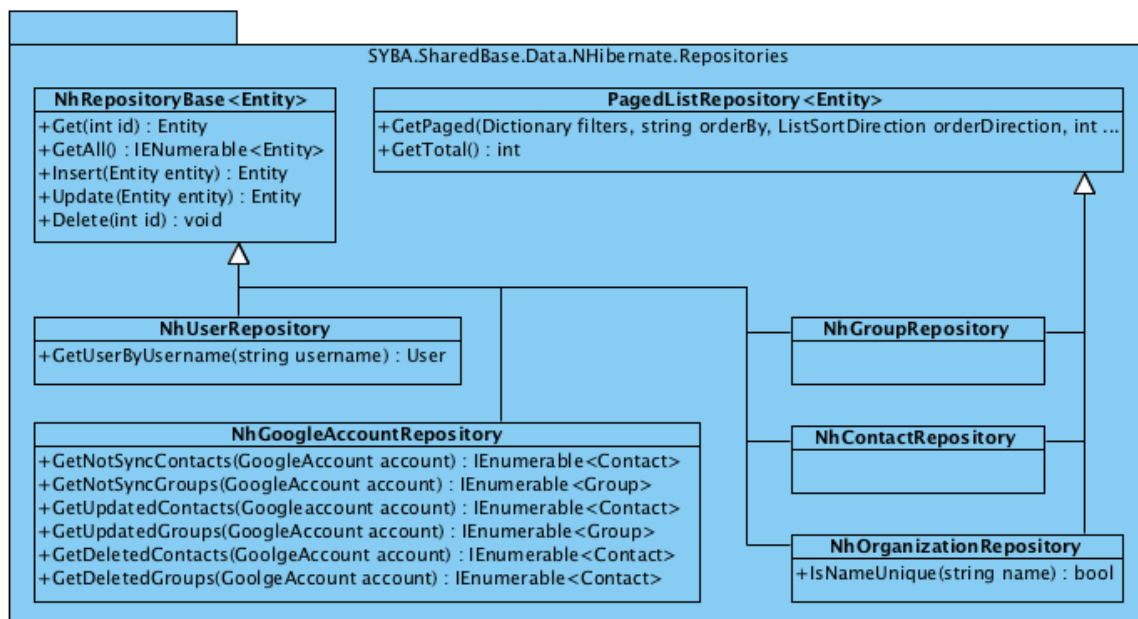 SYBA.SharedBase.Data.NHibernate.Repositories
NhRepositoryBase<Entity>
+Get(int id) : Entity
+GetAll() : IENumerable<Entity>
+Insert(Entity entity) : Entity
+Update(Entity entity) : Entity
+Delete(int id) : void
PagedListRepository<Entity>
+GetPaged(Dictionary filters, string orderBy, ListSortDirection orderDirection, int ...
+GetTotal() : int
NhUserRepository
+GetUserByUsername(string username) : User
NhGoogleAccountRepository
+GetNotSyncContacts(GoogleAccount account) : IEnumerable<Contact>
+GetNotSyncGroups(GoogleAccount account) : IEnumerable<Group>
+GetUpdatedContacts(Googleaccount account) : IEnumerable<Contact>
+GetUpdatedGroups(GoogleAccount account) : IEnumerable<Group>
+GetDeletedContacts(GoolgeAccount account) : IEnumerable<Contact>
+GetDeletedGroups(GoolgeAccount account) : IEnumerable<Contact>
NhGroupRepository
NhContactRepository
NhOrganizationRepository
+IsNameUnique(string name) : bool